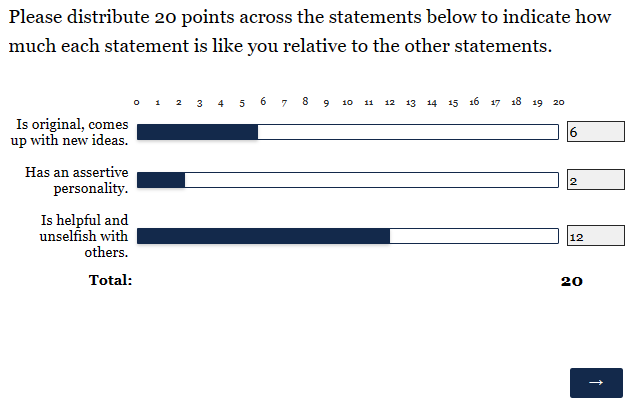 Please distribute 20 points across the statements below to indicate how
much each statement is like you relative to the other statements.
0 1 2 3 4 5 6 7 8 9 10 11 12 13 14 15 16 17 18 19 20
Is original, comes
up with new ideas.
6
Has an assertive
personality.
2
Is helpful and
unselfish with
others.
12
Total: 20
→